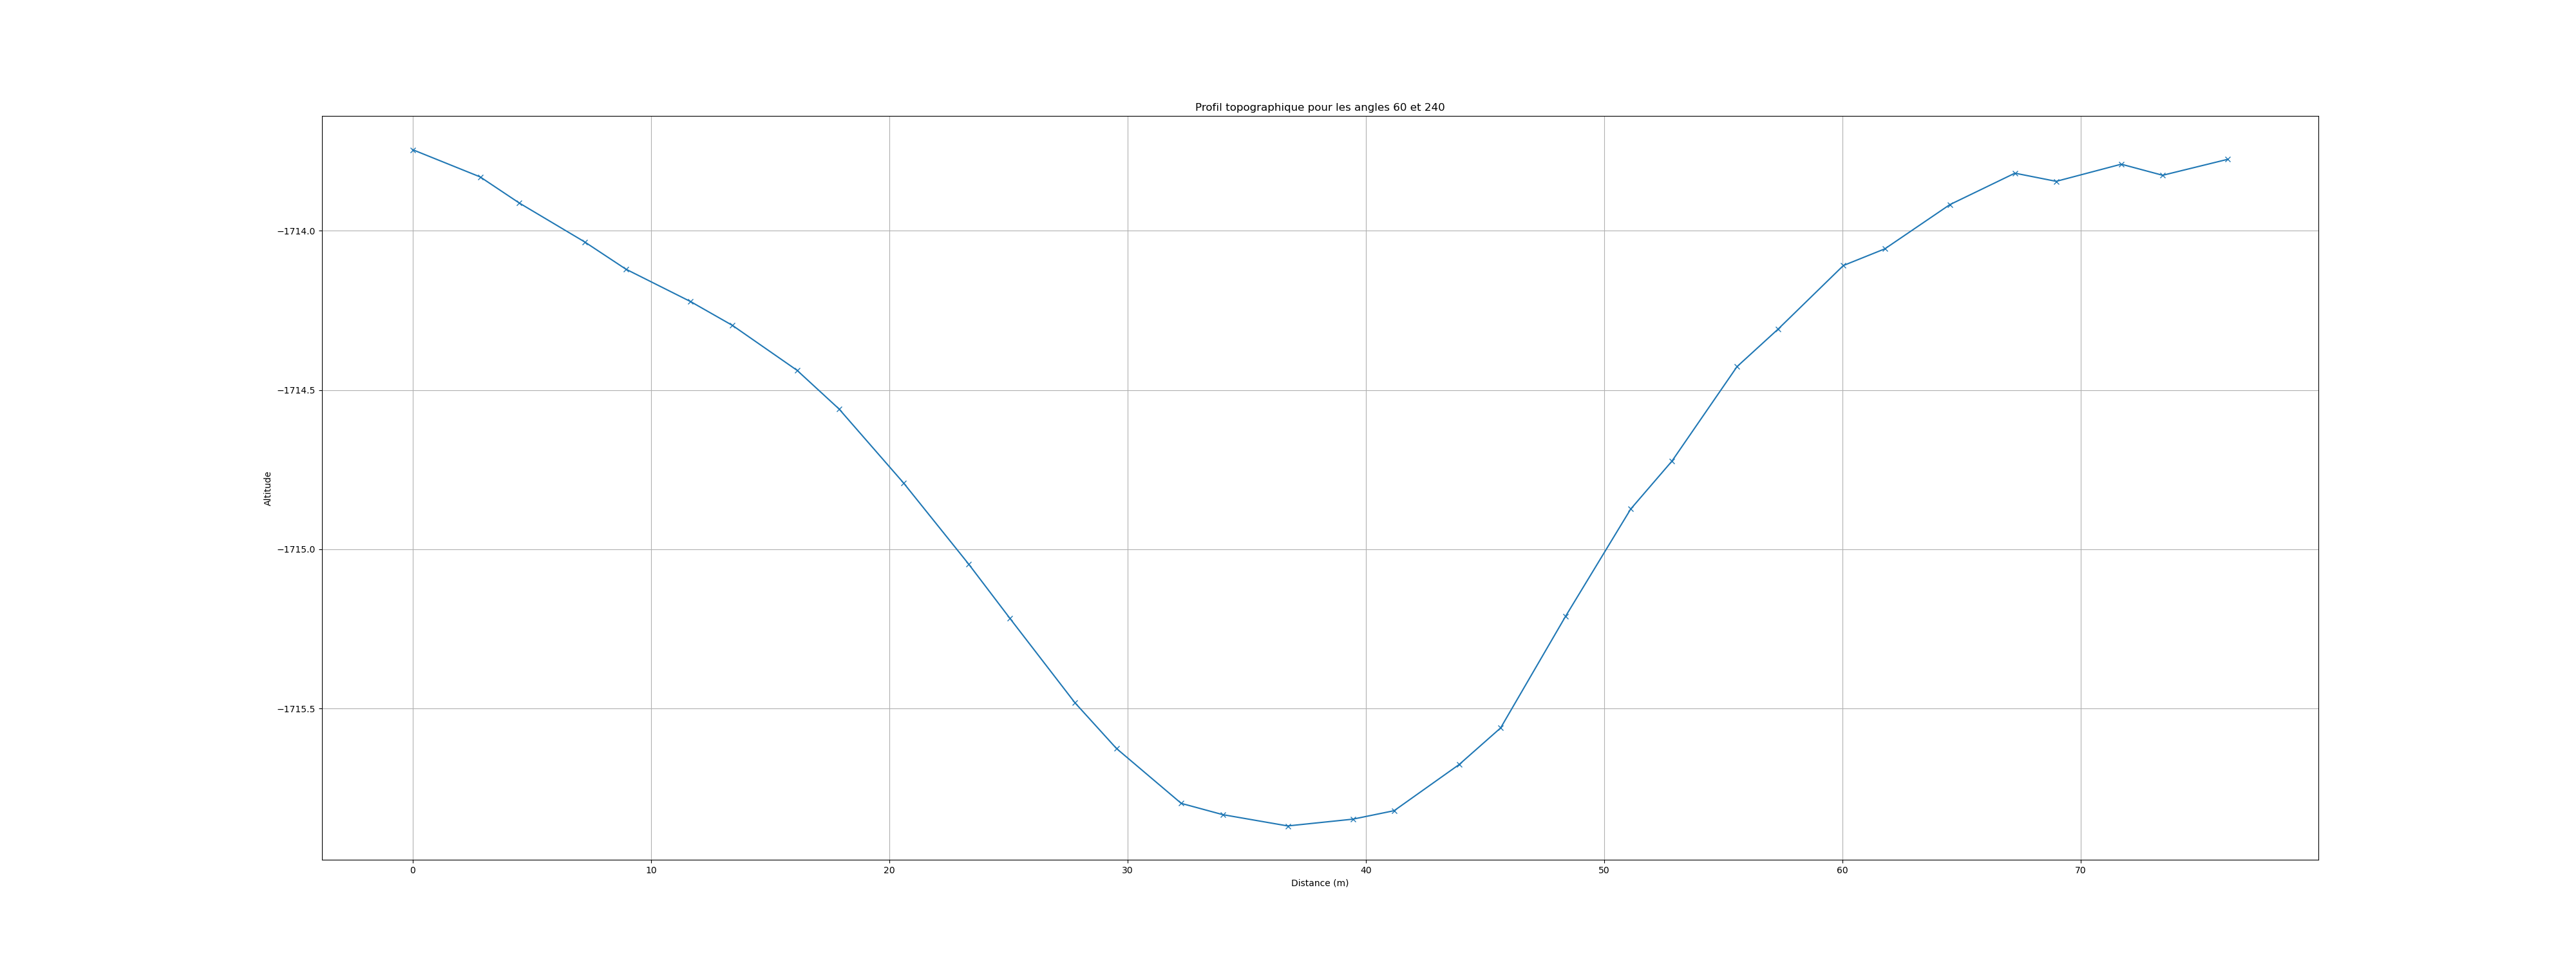 Profil topographique pour les angles 60 et 240
−1714.0
−1714.5
Altitude
−1715.0
−1715.5
0 10 20 30 40 50 60 70
Distance (m)